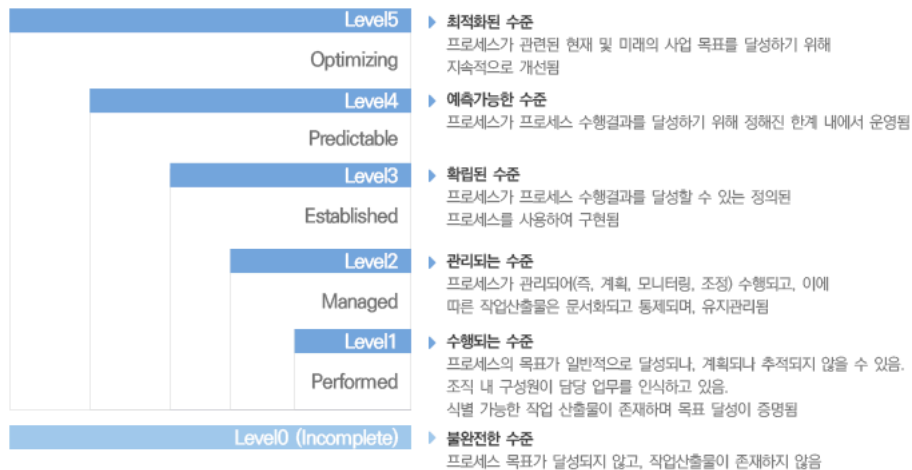 Level5
최적화된 수준
프로세스가 관련된 현재 및 미래의 사업 목표를 달성하기 위해
지속적으로 개선됨
Optimizing
Level4
예측가능한 수준
프로세스가 프로세스 수행결과를 달성하기 위해 정해진 한계 내에서 운영됨
Predictable
Level3
확립된 수준
프로세스가 프로세스 수행결과를 달성할 수 있는 정의된
프로세스를 사용하여 구현됨
Established
Level2
관리되는 수준
프로세스가 관리되어(즉, 계획, 모니터링, 조정) 수행되고, 이에
따른 작업산출물은 문서화되고 통제되며, 유지관리됨
Managed
Level1
수행되는 수준
프로세스의 목표가 일반적으로 달성되나, 계획되나 추적되지 않을 수 있음.
조직 내 구성원이 담당 업무를 인식하고 있음.
식별 가능한 작업 산출물이 존재하며 목표 달성이 증명됨
Performed
Level0 (Incomplete)
불완전한 수준
프로세스 목표가 달성되지 않고, 작업산출물이 존재하지 않음